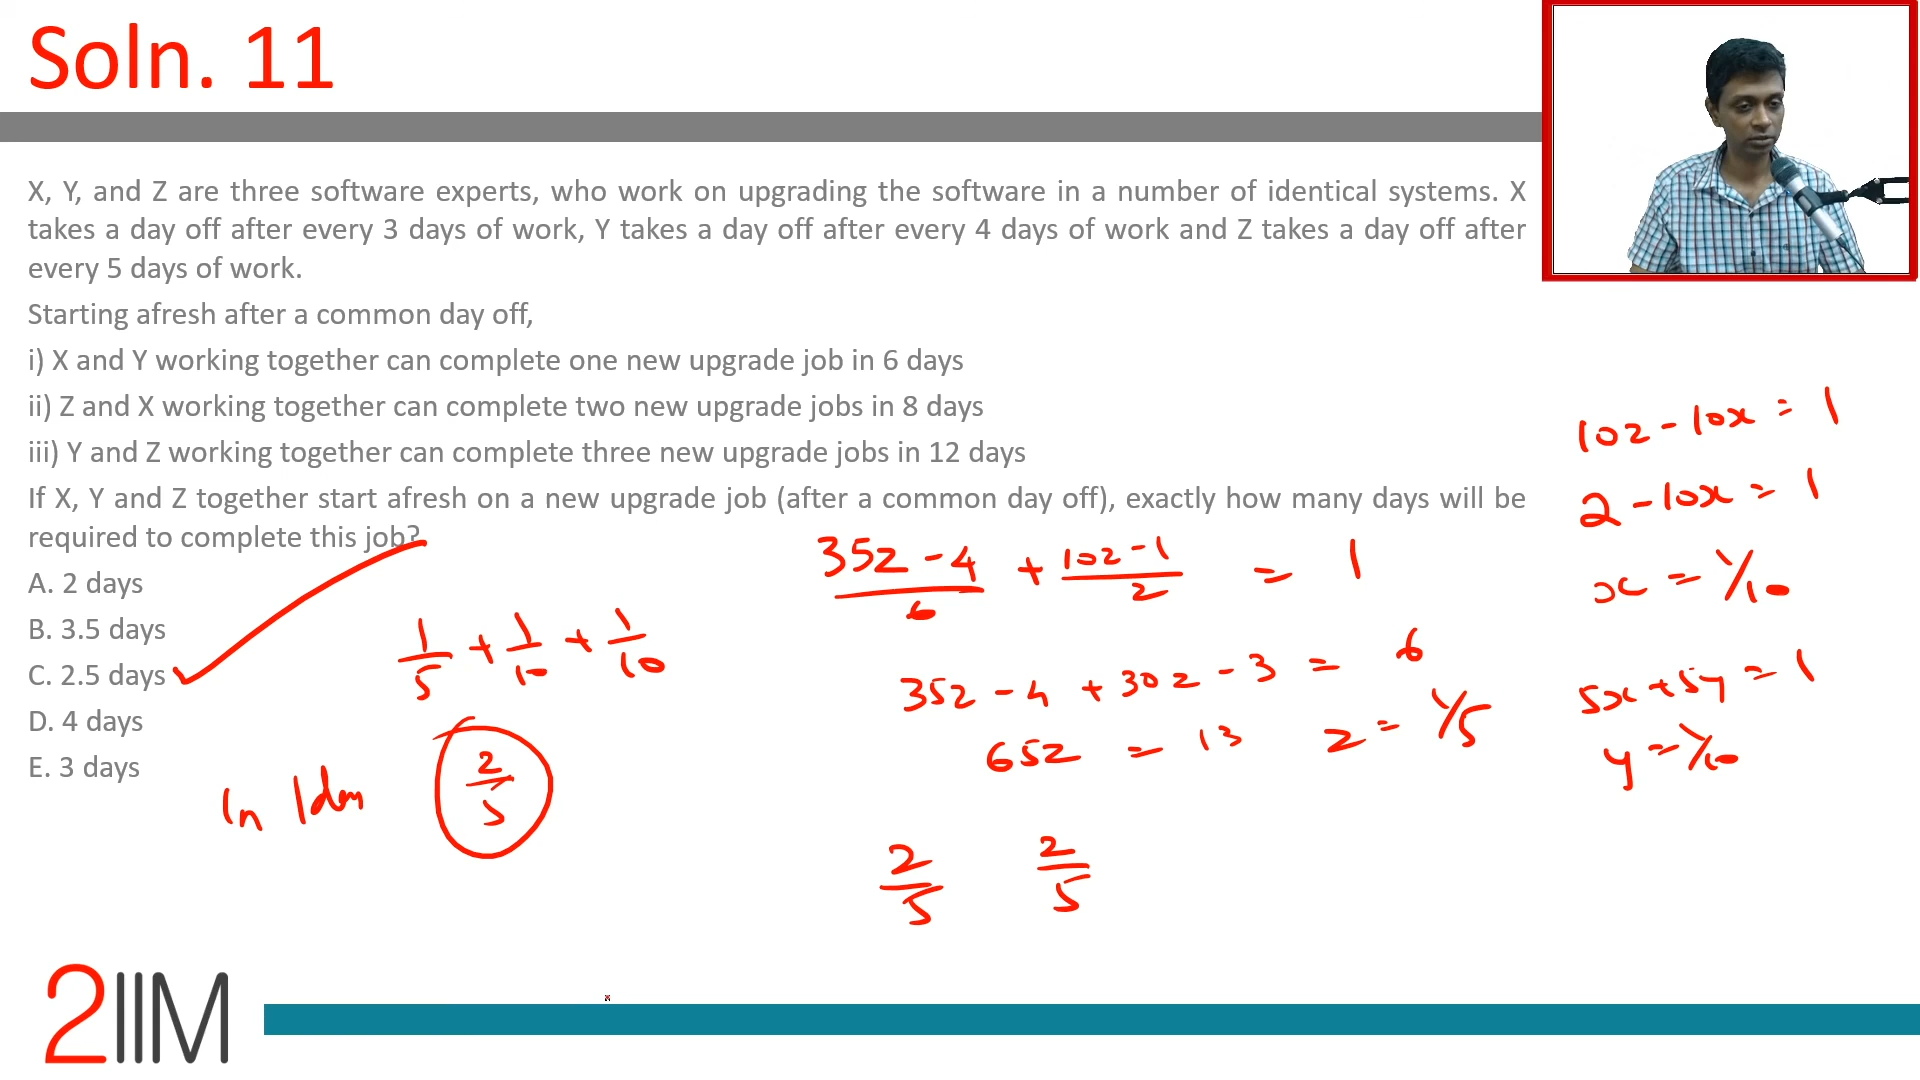 Soln. 11
X, Y, and Z are three software experts, who work on upgrading the software in a number of identical systems. X
takes a day off after every 3 days of work, Y takes a day off after every 4 days of work and Z takes a day off after
every 5 days of work.
Starting afresh after a common day off,
i) X and Y working together can complete one new upgrade job in 6 days
ii) Z and X working together can complete two new upgrade jobs in 8 days
iii) Y and Z working together can complete three new upgrade jobs in 12 days
If X, Y and Z together start afresh on a new upgrade job (after a common day off), exactly how many days will be
required to complete this job?
A. 2 days
B. 3.5 days
C. 2.5 days
D. 4 days
E. 3 days
1/5 + 1/10 + 1/10
In 1 2/5
(35z - 4)/6 + (10z - 1)/2 = 1
35z - 4 + 30z - 3 = 6
65z = 13 z = 1/5
2/5 2/5
10z - 10x = 1
2 - 10x = 1
x = 1/10
5x + 5y = 1
y = 1/10
2IIM